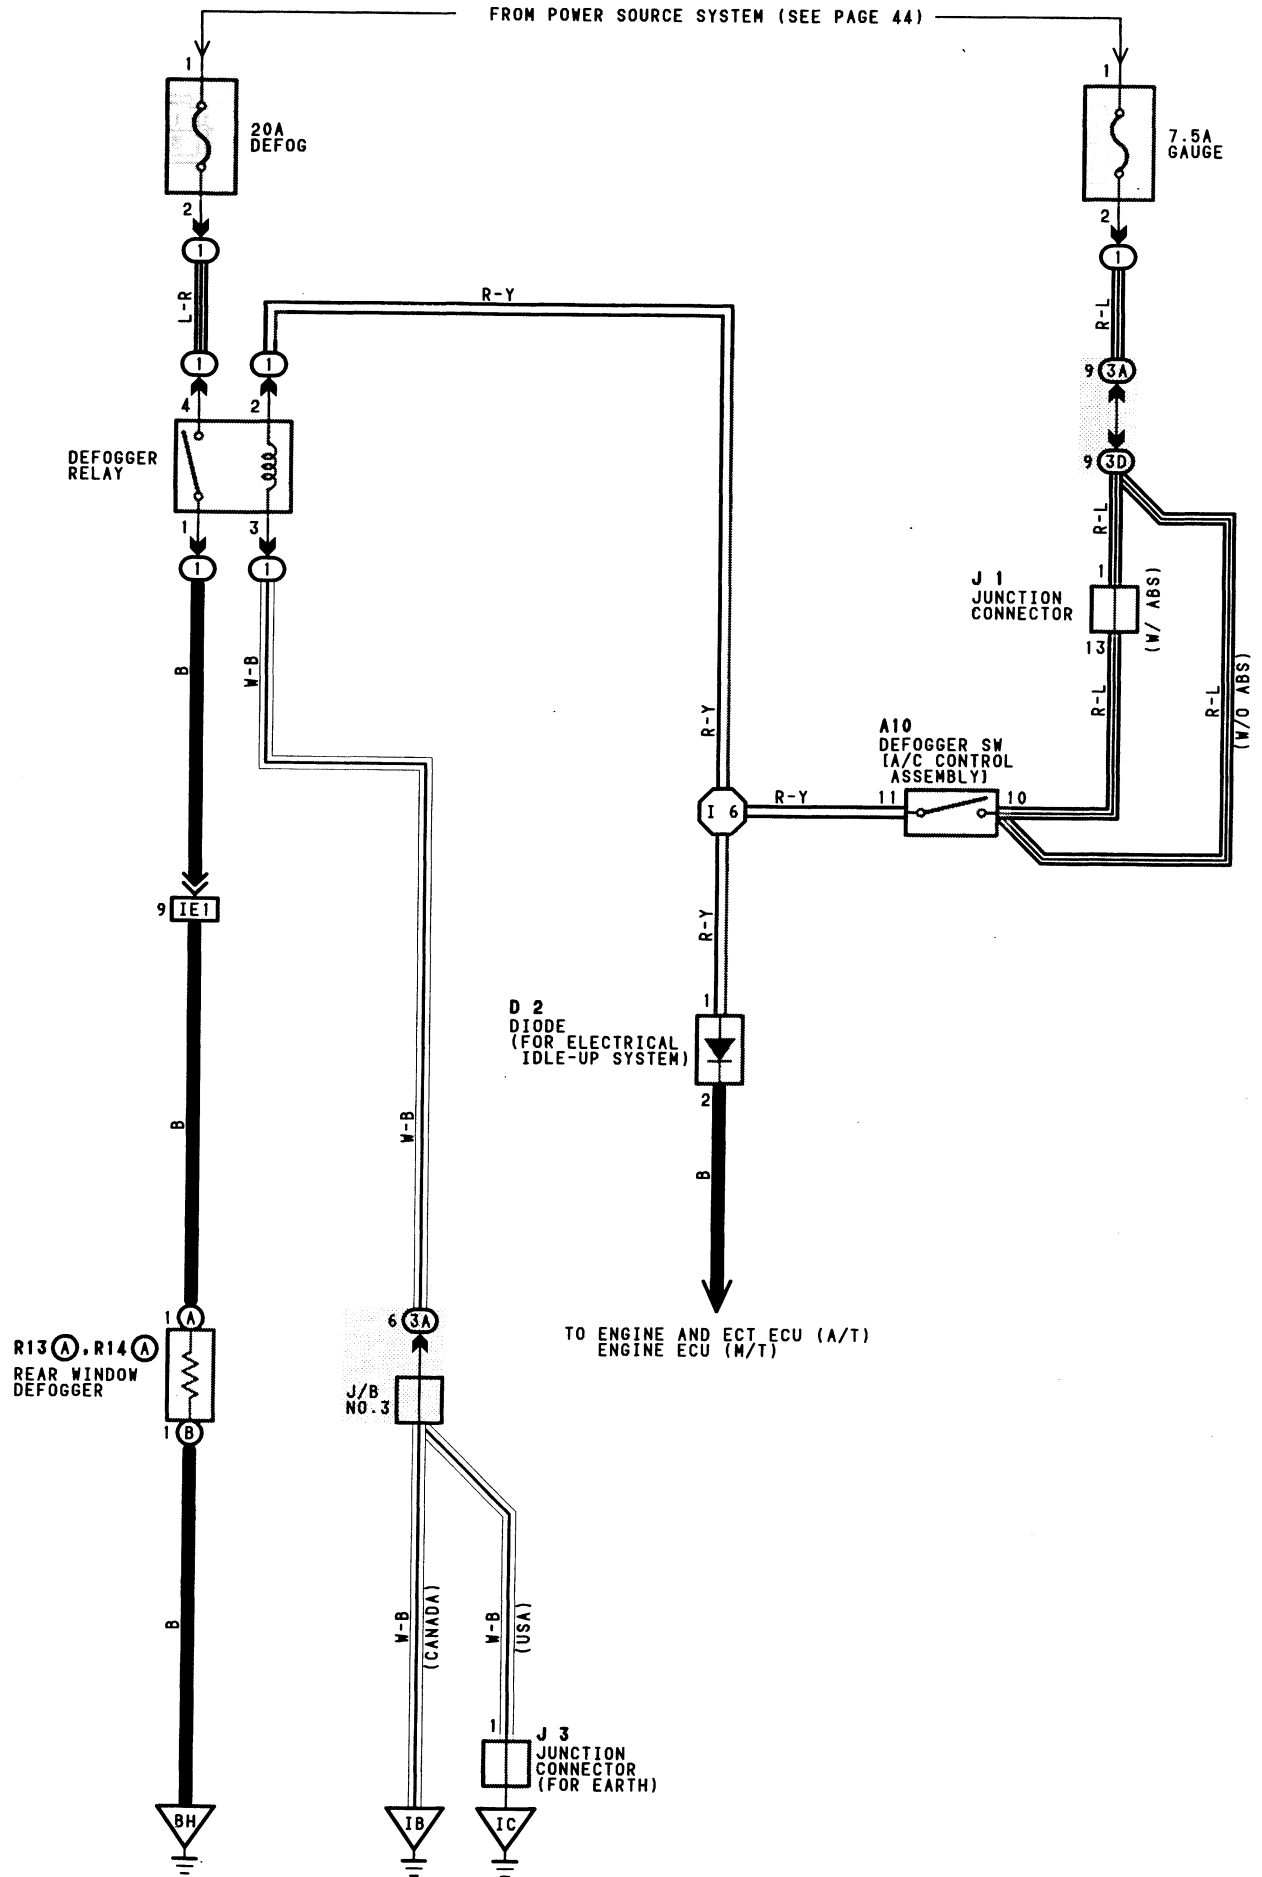 FROM POWER SOURCE SYSTEM (SEE PAGE 44)
1
1
20A
DEFOG
7.5A
GAUGE
2
2
1
1
L-R
R-Y
R-L
1
1
9 3A
4
2
DEFOGGER
RELAY
9 3D
1
3
R-L
1
1
J 1
JUNCTION
CONNECTOR
1
(W/ ABS)
13
B
W-B
R-L
R-L
(W/O ABS)
R-Y
A10
DEFOGGER SW
[A/C CONTROL
ASSEMBLY]
I 6
R-Y
11
10
9 IE1
R-Y
D 2
DIODE
(FOR ELECTRICAL
IDLE-UP SYSTEM)
1
2
B
W-B
B
1 A
6 3A
TO ENGINE AND ECT ECU (A/T)
ENGINE ECU (M/T)
R13 A, R14 A
REAR WINDOW
DEFOGGER
J/B
NO.3
1 B
B
W-B
(CANADA)
W-B
(USA)
1
J 3
JUNCTION
CONNECTOR
(FOR EARTH)
BH
IB
IC